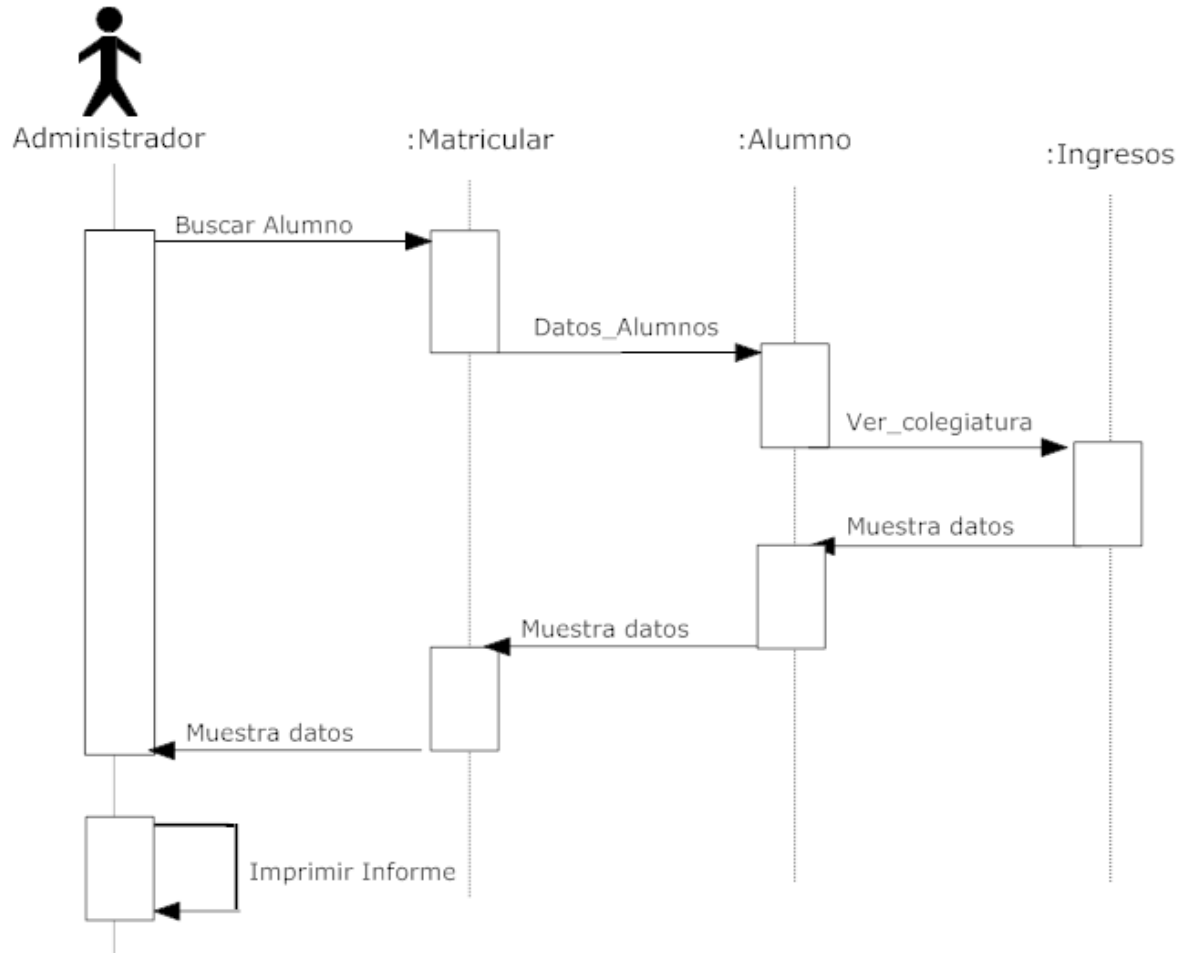 Administrador
:Matricular
:Alumno
:Ingresos
Buscar Alumno
Datos_Alumnos
Ver_colegiatura
Muestra datos
Muestra datos
Muestra datos
Imprimir Informe